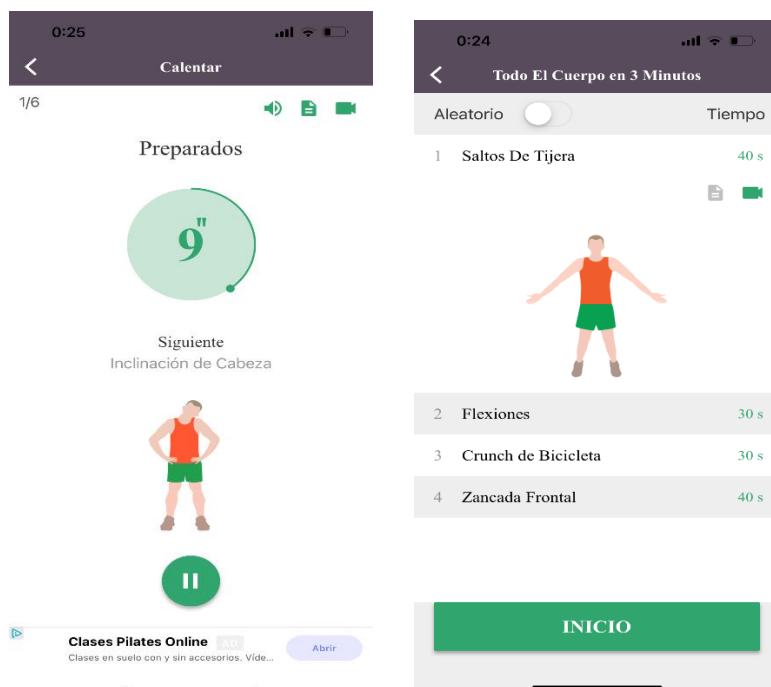 0:25
Calentar
1/6
Preparados
9"
Siguiente
Inclinación de Cabeza
Clases Pilates Online AD
Clases en suelo con y sin accesorios. Víde...
Abrir
0:24
Todo El Cuerpo en 3 Minutos
Aleatorio Tiempo
1 Saltos De Tijera 40 s
2 Flexiones 30 s
3 Crunch de Bicicleta 30 s
4 Zancada Frontal 40 s
INICIO